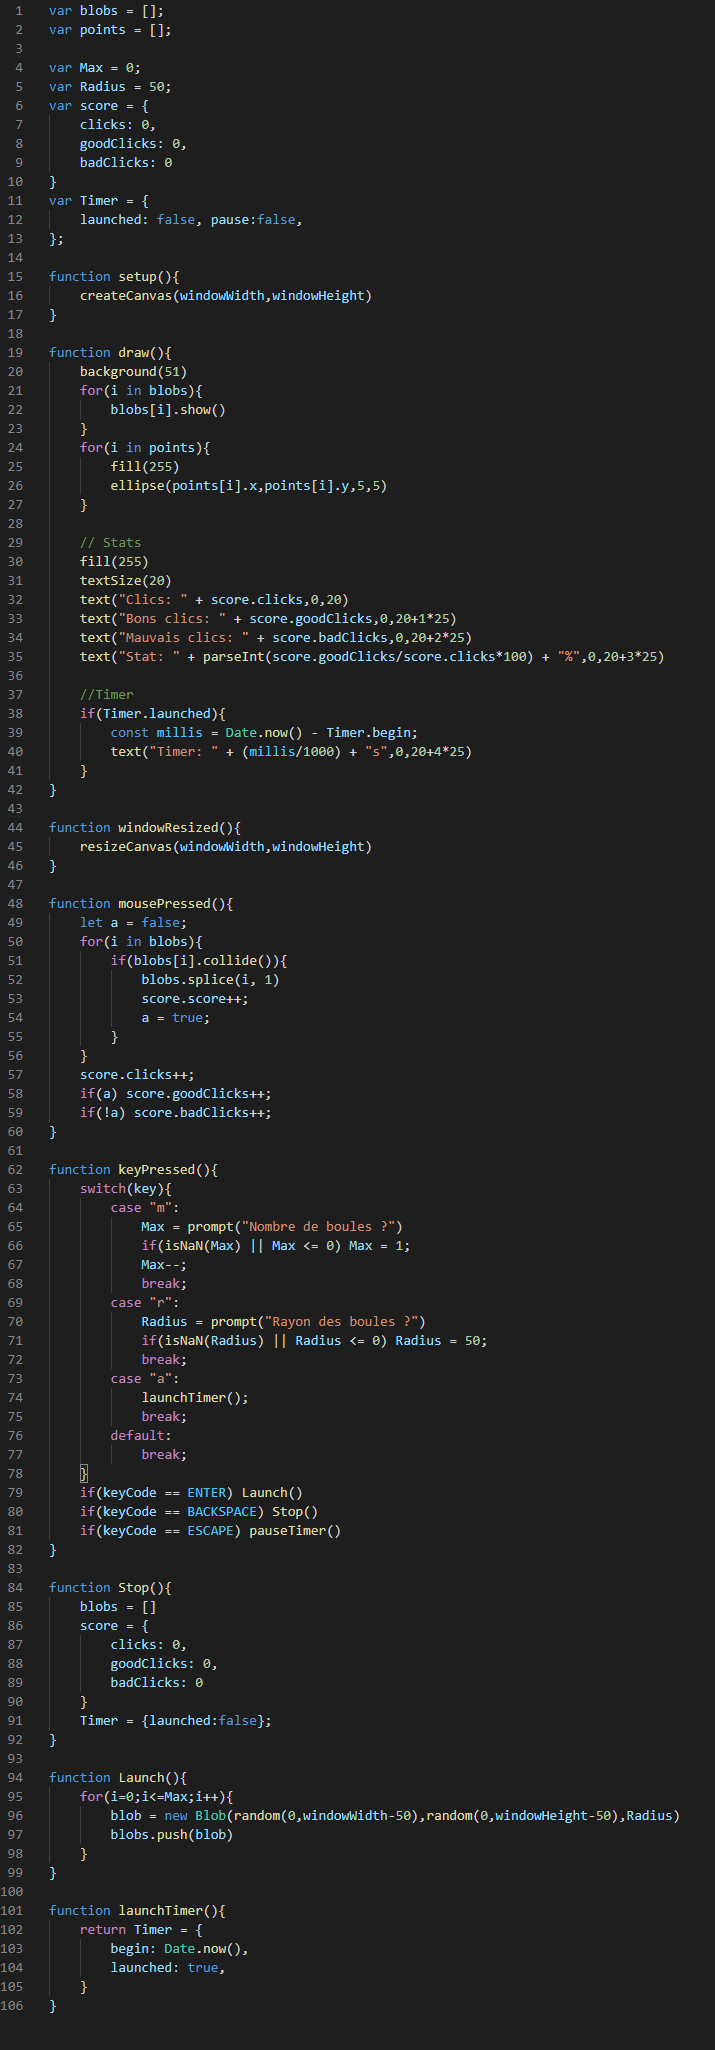 1 var blobs = [];
2 var points = [];
3
4 var Max = 0;
5 var Radius = 50;
6 var score = {
7     clicks: 0,
8     goodClicks: 0,
9     badClicks: 0
10 }
11 var Timer = {
12     launched: false, pause:false,
13 };
14
15 function setup(){
16     createCanvas(windowWidth,windowHeight)
17 }
18
19 function draw(){
20     background(51)
21     for(i in blobs){
22         blobs[i].show()
23     }
24     for(i in points){
25         fill(255)
26         ellipse(points[i].x,points[i].y,5,5)
27     }
28
29     // Stats
30     fill(255)
31     textSize(20)
32     text("Clics: " + score.clicks,0,20)
33     text("Bons clics: " + score.goodClicks,0,20+1*25)
34     text("Mauvais clics: " + score.badClicks,0,20+2*25)
35     text("Stat: " + parseInt(score.goodClicks/score.clicks*100) + "%",0,20+3*25)
36
37     //Timer
38     if(Timer.launched){
39         const millis = Date.now() - Timer.begin;
40         text("Timer: " + (millis/1000) + "s",0,20+4*25)
41     }
42 }
43
44 function windowResized(){
45     resizeCanvas(windowWidth,windowHeight)
46 }
47
48 function mousePressed(){
49     let a = false;
50     for(i in blobs){
51         if(blobs[i].collide()){
52             blobs.splice(i, 1)
53             score.score++;
54             a = true;
55         }
56     }
57     score.clicks++;
58     if(a) score.goodClicks++;
59     if(!a) score.badClicks++;
60 }
61
62 function keyPressed(){
63     switch(key){
64         case "m":
65             Max = prompt("Nombre de boules ?")
66             if(isNaN(Max) || Max <= 0) Max = 1;
67             Max--;
68             break;
69         case "r":
70             Radius = prompt("Rayon des boules ?")
71             if(isNaN(Radius) || Radius <= 0) Radius = 50;
72             break;
73         case "a":
74             launchTimer();
75             break;
76         default:
77             break;
78     }
79     if(keyCode == ENTER) Launch()
80     if(keyCode == BACKSPACE) Stop()
81     if(keyCode == ESCAPE) pauseTimer()
82 }
83
84 function Stop(){
85     blobs = []
86     score = {
87         clicks: 0,
88         goodClicks: 0,
89         badClicks: 0
90     }
91     Timer = {launched:false};
92 }
93
94 function Launch(){
95     for(i=0;i<=Max;i++){
96         blob = new Blob(random(0,windowWidth-50),random(0,windowHeight-50),Radius)
97         blobs.push(blob)
98     }
99 }
100
101 function launchTimer(){
102     return Timer = {
103         begin: Date.now(),
104         launched: true,
105     }
106 }